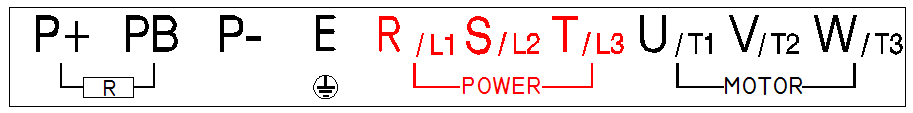 P+ PB P- E R/L1 S/L2 T/L3 U/T1 V/T2 W/T3
R POWER MOTOR